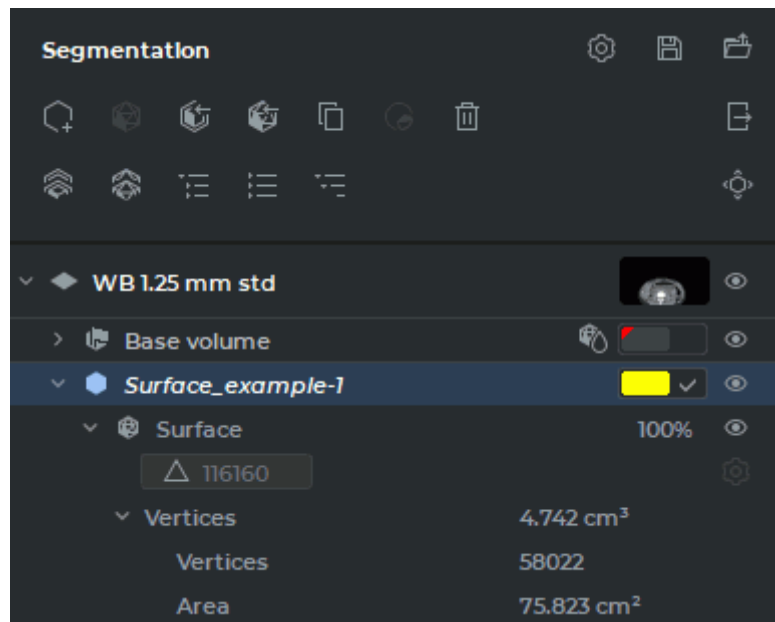 Segmentation
WB 1.25 mm std
Base volume
Surface_example-1
Surface 100%
116160
Vertices 4.742 cm³
Vertices 58022
Area 75.823 cm²